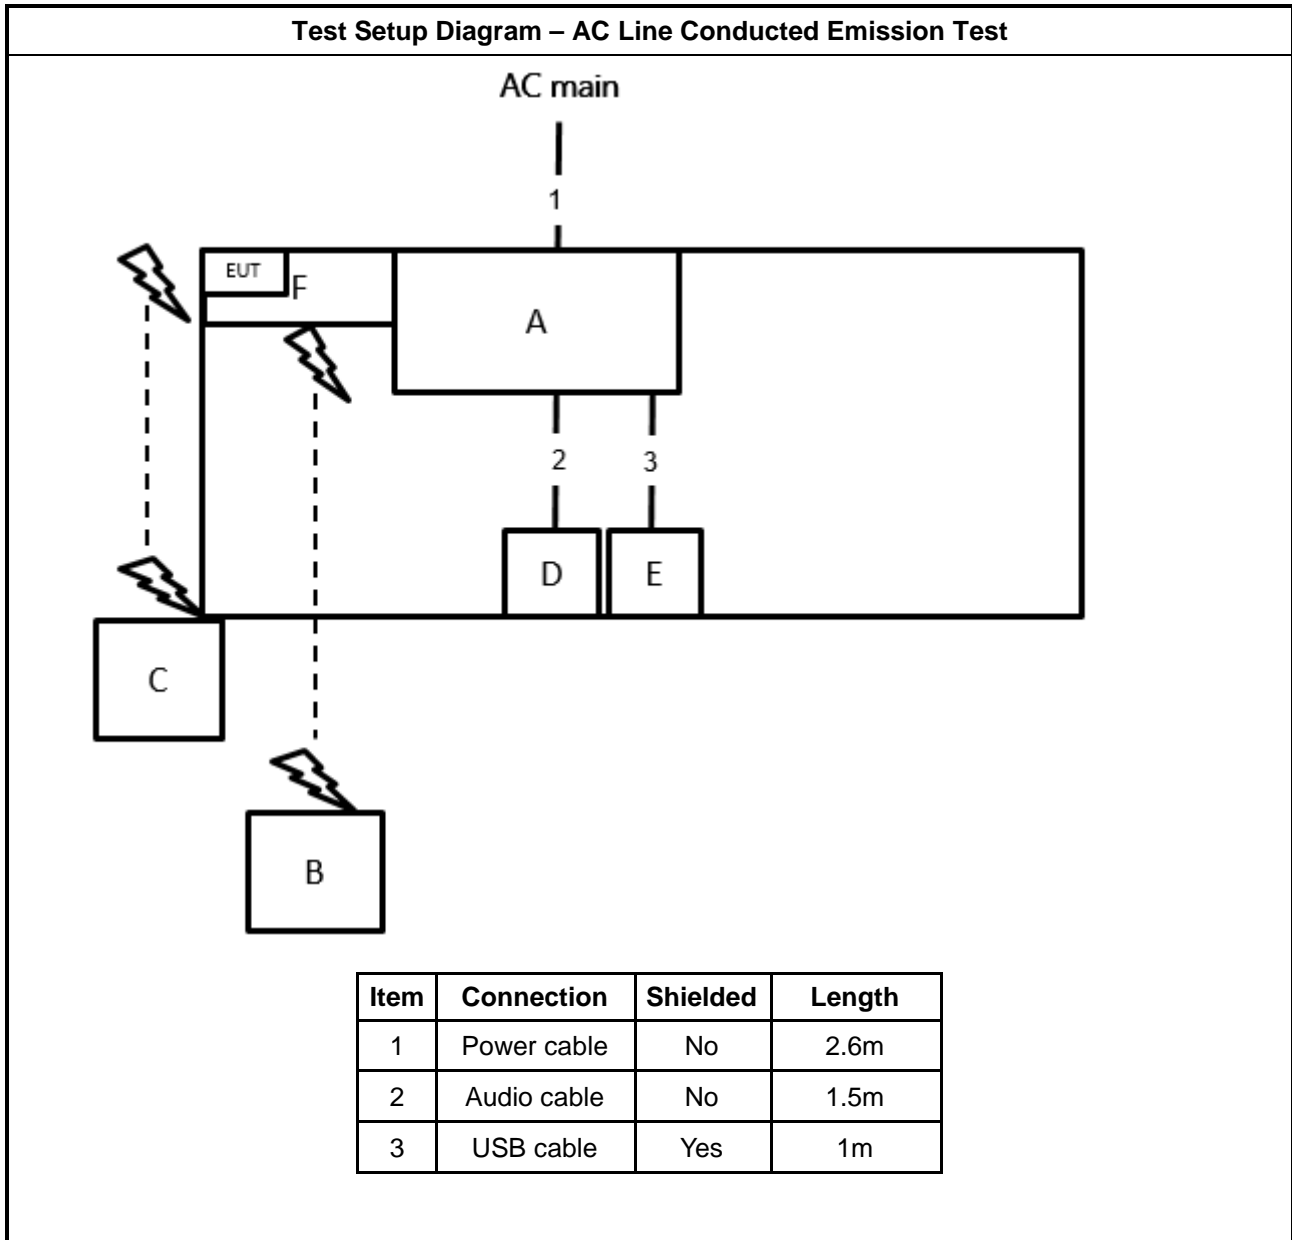 Test Setup Diagram – AC Line Conducted Emission Test
AC main
1
EUT
F
A
2 3
D E
C
B
Item Connection Shielded Length
1 Power cable No 2.6m
2 Audio cable No 1.5m
3 USB cable Yes 1m